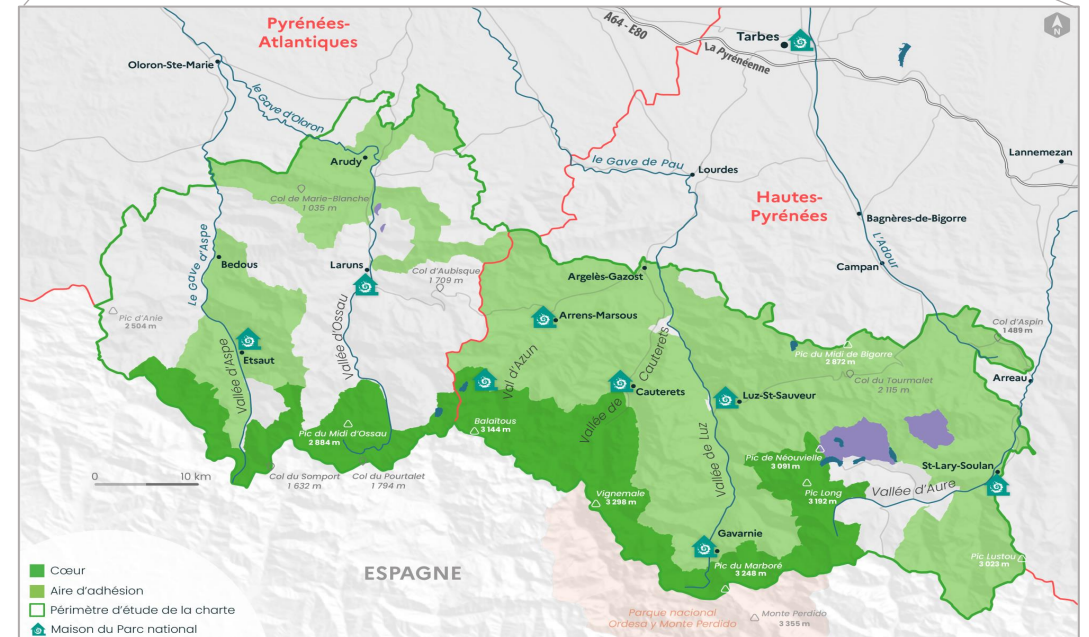 Pyrénées-
Atlantiques
A64 - E80
La Pyrénéenne
Tarbes
N
Oloron-Ste-Marie
le Gave d'Oloron
Arudy
Lannemezan
le Gave de Pau
Lourdes
Col de Marie-Blanche
1 035 m
Hautes-
Pyrénées
Bagnères-de-Bigorre
L'Adour
Le Gave d'Aspe
Bedous
Laruns
Col d'Aubisque
1 709 m
Argelès-Gazost
Campan
Pic d'Anie
2 504 m
Vallée d'Ossau
Arrens-Marsous
Col d'Aspin
1 489 m
Etsaut
Vallée d'Aspe
Val d'Azun
Vallée de Cauterets
Cauterets
Pic du Midi de Bigorre
2 872 m
Col du Tourmalet
2 115 m
Arreau
Luz-St-Sauveur
Pic du Midi d'Ossau
2 884 m
Balaïtous
3 144 m
Vallée de Luz
Pic de Néouvielle
3 091 m
St-Lary-Soulan
0 10 km
Col du Somport
1 632 m
Col du Pourtalet
1 794 m
Vignemale
3 298 m
Pic Long
3 192 m
Vallée d'Aure
Gavarnie
Pic du Marboré
3 248 m
Pic Lustou
3 023 m
ESPAGNE
Parque nacional
Ordesa y Monte Perdido
Monte Perdido
3 355 m
Cœur
Aire d'adhésion
Périmètre d'étude de la charte
Maison du Parc national